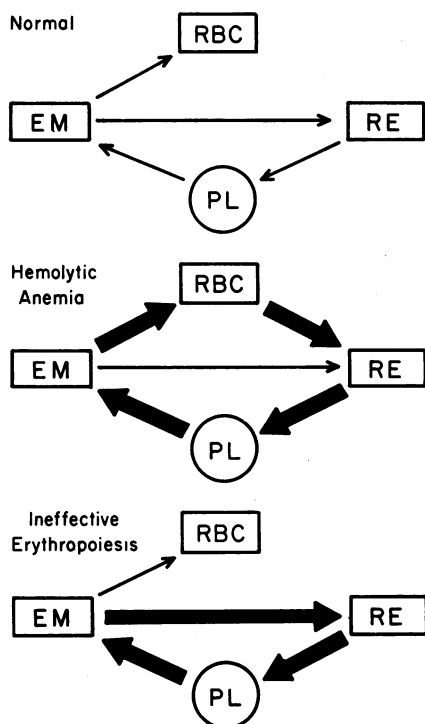 Normal
RBC
EM
RE
PL
Hemolytic
Anemia
RBC
EM
RE
PL
Ineffective
Erythropoiesis
RBC
EM
RE
PL